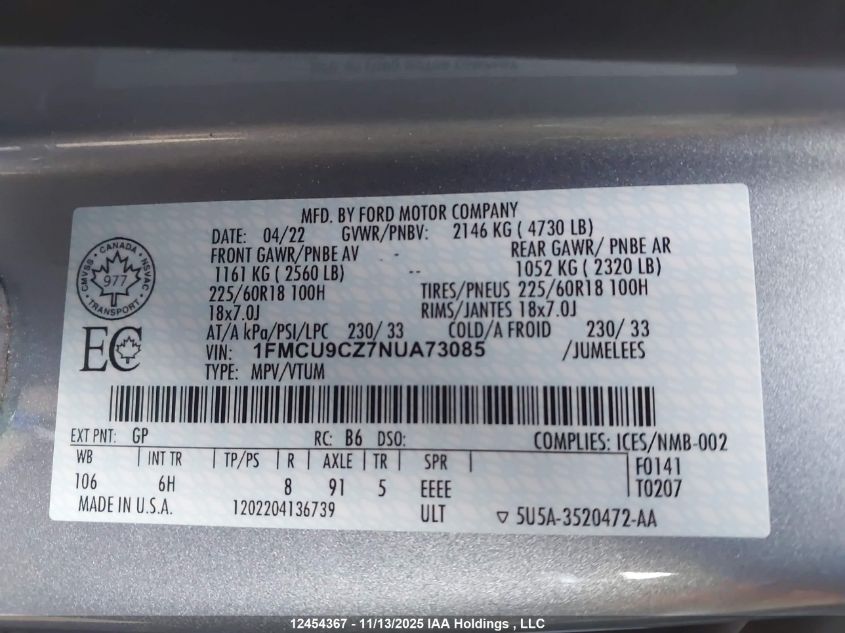 MFD. BY FORD MOTOR COMPANY
DATE: 04/22 GVWR/PNBV: 2146 KG ( 4730 LB)
FRONT GAWR/PNBE AV REAR GAWR/ PNBE AR
1161 KG ( 2560 LB) -- 1052 KG ( 2320 LB)
225/60R18 100H TIRES/PNEUS 225/60R18 100H
18x7.0J RIMS/JANTES 18x7.0J
AT/A kPa/PSI/LPC 230/ 33 COLD/A FROID 230/ 33
VIN: 1FMCU9CZ7NUA73085 /JUMELEES
TYPE: MPV/VTUM
CANADA
CMVSS NSVAC
977
TRANSPORT
EC
EXT PNT: GP RC: B6 DSO: COMPLIES: ICES/NMB-002
WB INT TR TP/PS R AXLE TR SPR F0141
106 6H 8 91 5 EEEE T0207
MADE IN U.S.A. 1202204136739 ULT ▽ 5U5A-3520472-AA
12454367 - 11/13/2025 IAA Holdings , LLC